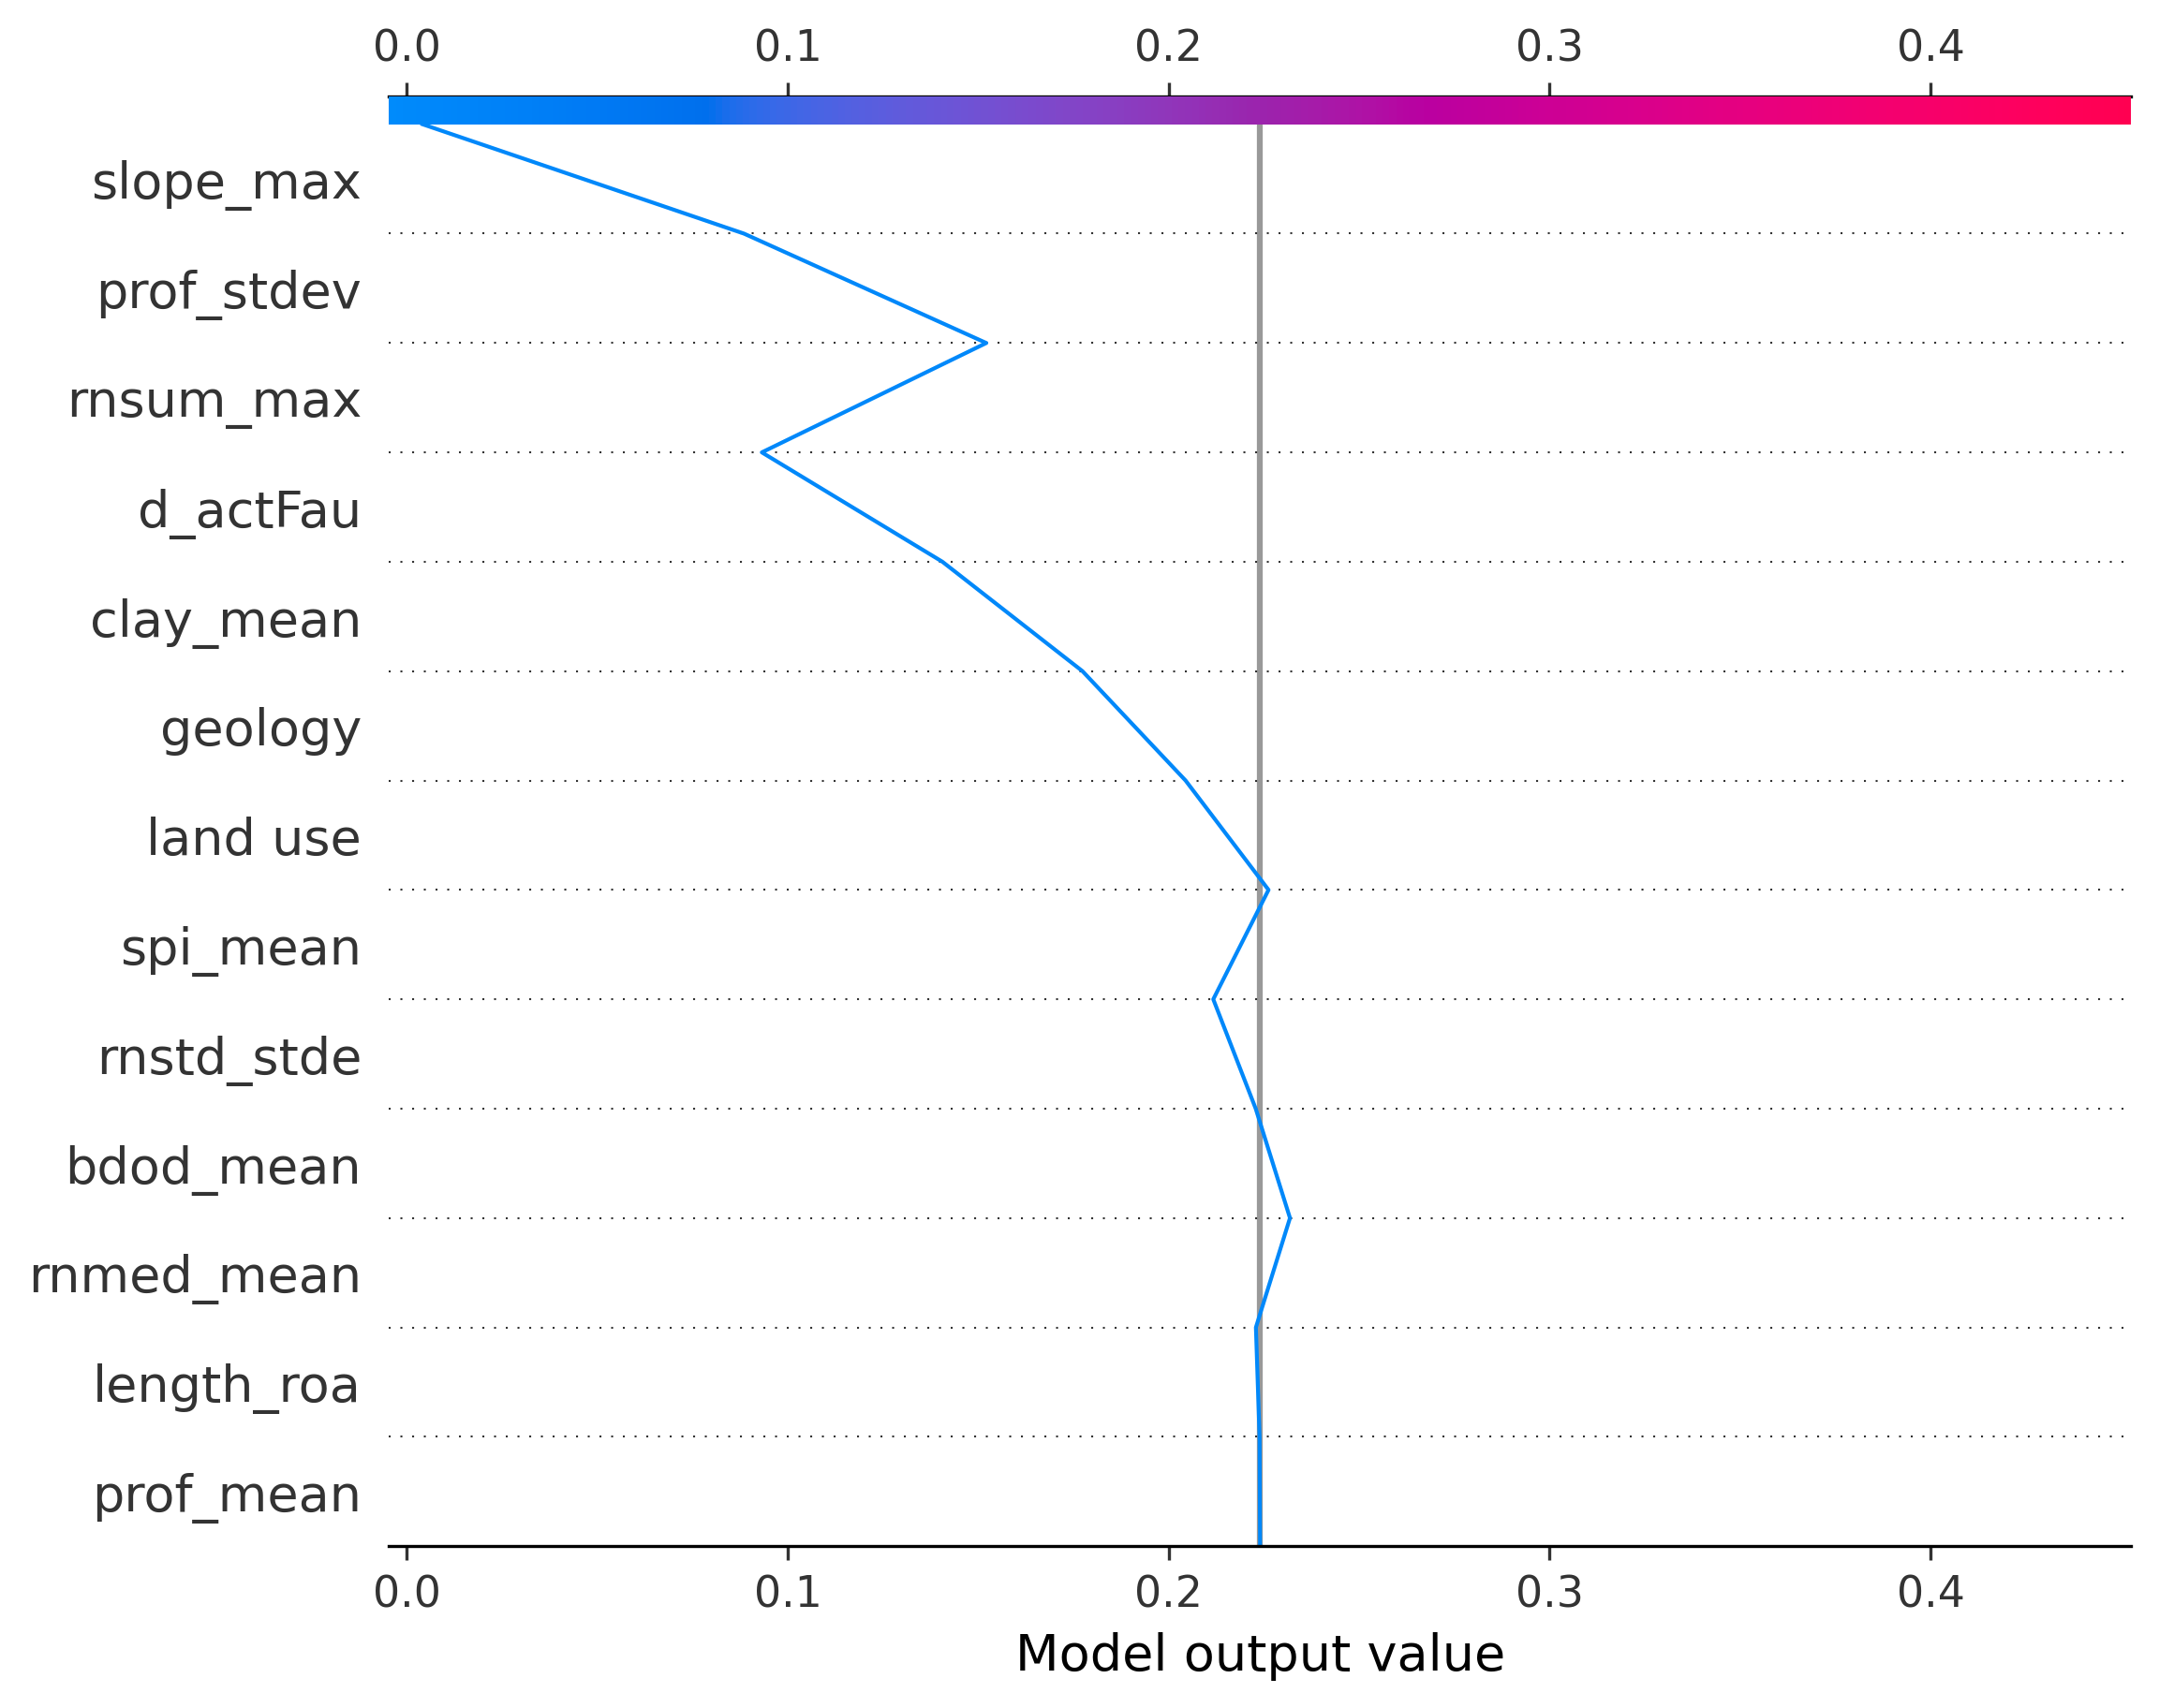 0.0 0.1 0.2 0.3 0.4
slope_max
prof_stdev
rnsum_max
d_actFau
clay_mean
geology
land use
spi_mean
rnstd_stde
bdod_mean
rnmed_mean
length_roa
prof_mean
0.0 0.1 0.2 0.3 0.4
Model output value